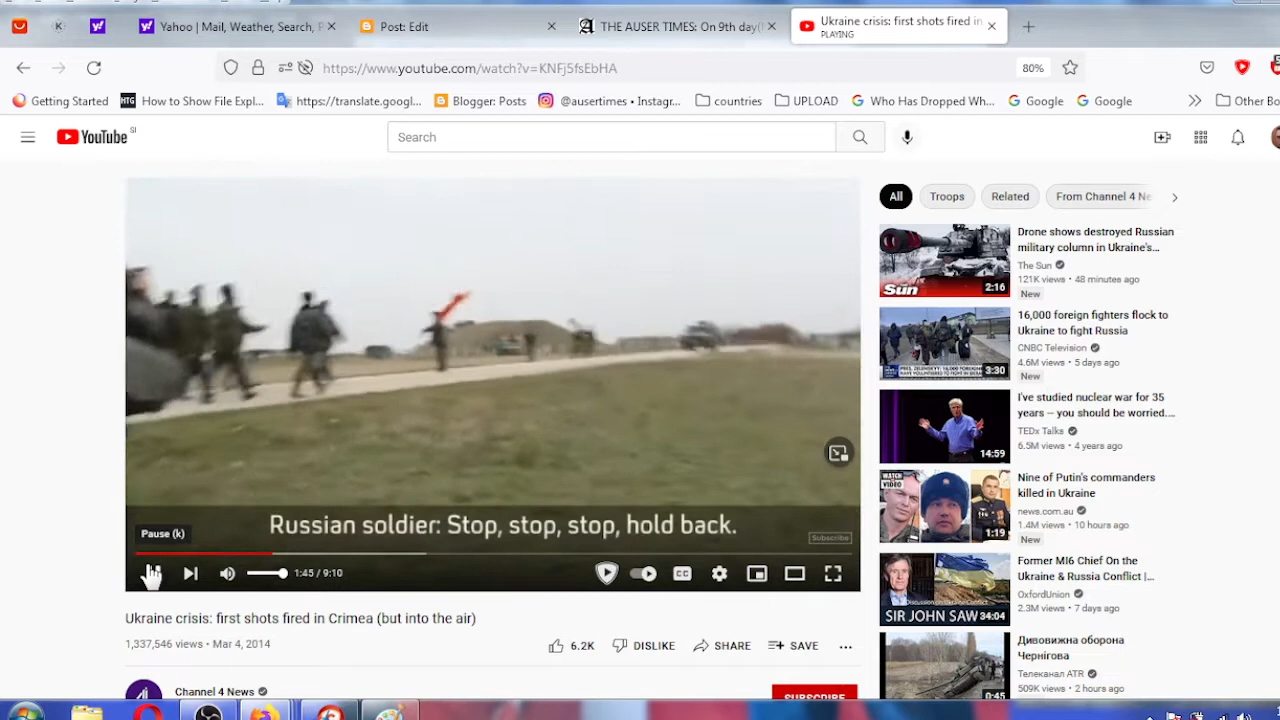 Yahoo | Mail, Weather, Search, P
Post: Edit
THE AUSER TIMES: On 9th day(
Ukraine crisis: first shots fired in
PLAYING
https://www.youtube.com/watch?v=KNFj5fsEbHA
80%
Getting Started
HTG
How to Show File Expl...
https://translate.googl...
Blogger: Posts
@ausertimes • Instagr...
countries
UPLOAD
Who Has Dropped Wh...
Google
Google
Other Bo
YouTube
SI
Search
All
Troops
Related
From Channel 4 Ne
Drone shows destroyed Russian
military column in Ukraine's...
The Sun
121K views • 48 minutes ago
New
Sun
2:16
16,000 foreign fighters flock to
Ukraine to fight Russia
CNBC Television
4.6M views • 5 days ago
New
3:30
I've studied nuclear war for 35
years -- you should be worried....
TEDx Talks
6.5M views • 4 years ago
14:59
WATCH
VIDEO
Nine of Putin's commanders
killed in Ukraine
news.com.au
1.4M views • 10 hours ago
New
1:19
Former MI6 Chief On the
Ukraine & Russia Conflict |...
OxfordUnion
2.3M views • 7 days ago
SIR JOHN SAW
34:04
Дивовижна оборона
Чернігова
Телеканал ATR
509K views • 2 hours ago
0:45
Russian soldier: Stop, stop, stop, hold back.
Pause (k)
Subscribe
1:45 / 9:10
CC
Ukraine crisis: first shots fired in Crimea (but into the air)
1,337,546 views • Mar 4, 2014
6.2K
DISLIKE
SHARE
SAVE
Channel 4 News
SUBSCRIBE